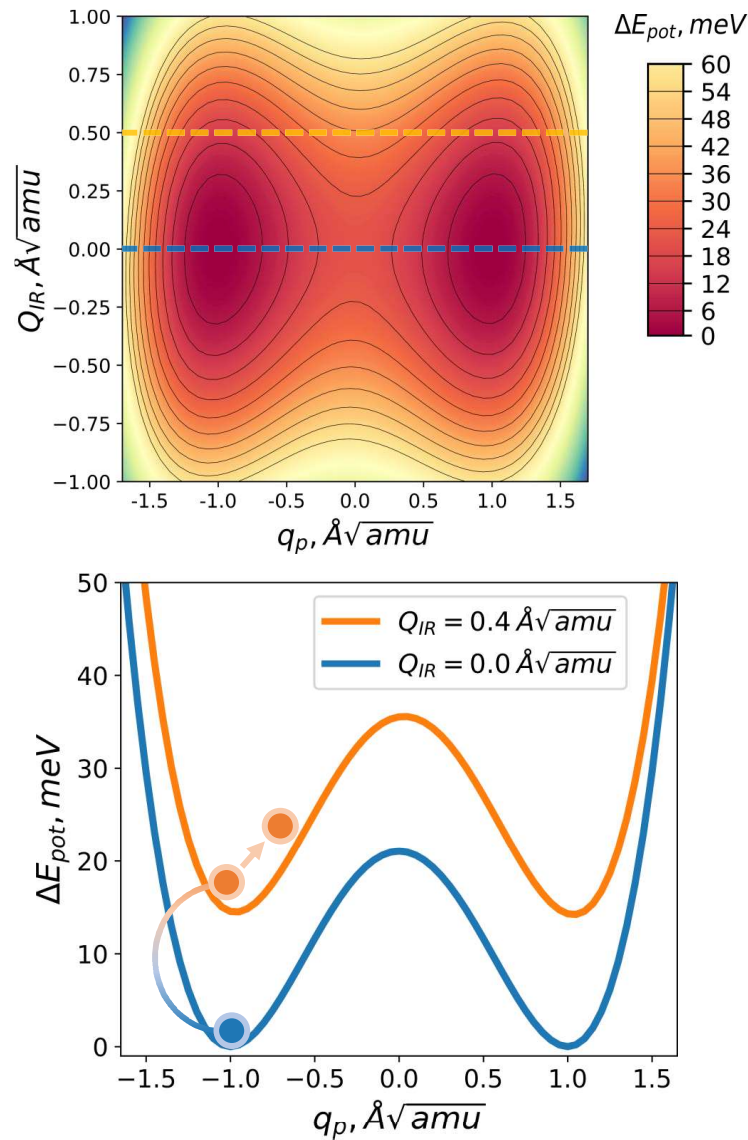 ΔE_pot, meV
1.00
0.75
0.50
0.25
0.00
−0.25
−0.50
−0.75
−1.00
Q_IR, Å√amu
-1.5 -1.0 -0.5 0.0 0.5 1.0 1.5
q_p, Å√amu
60
54
48
42
36
30
24
18
12
6
0
50
40
30
20
10
0
ΔE_pot, meV
Q_IR = 0.4 Å√amu
Q_IR = 0.0 Å√amu
−1.5 −1.0 −0.5 0.0 0.5 1.0 1.5
q_p, Å√amu